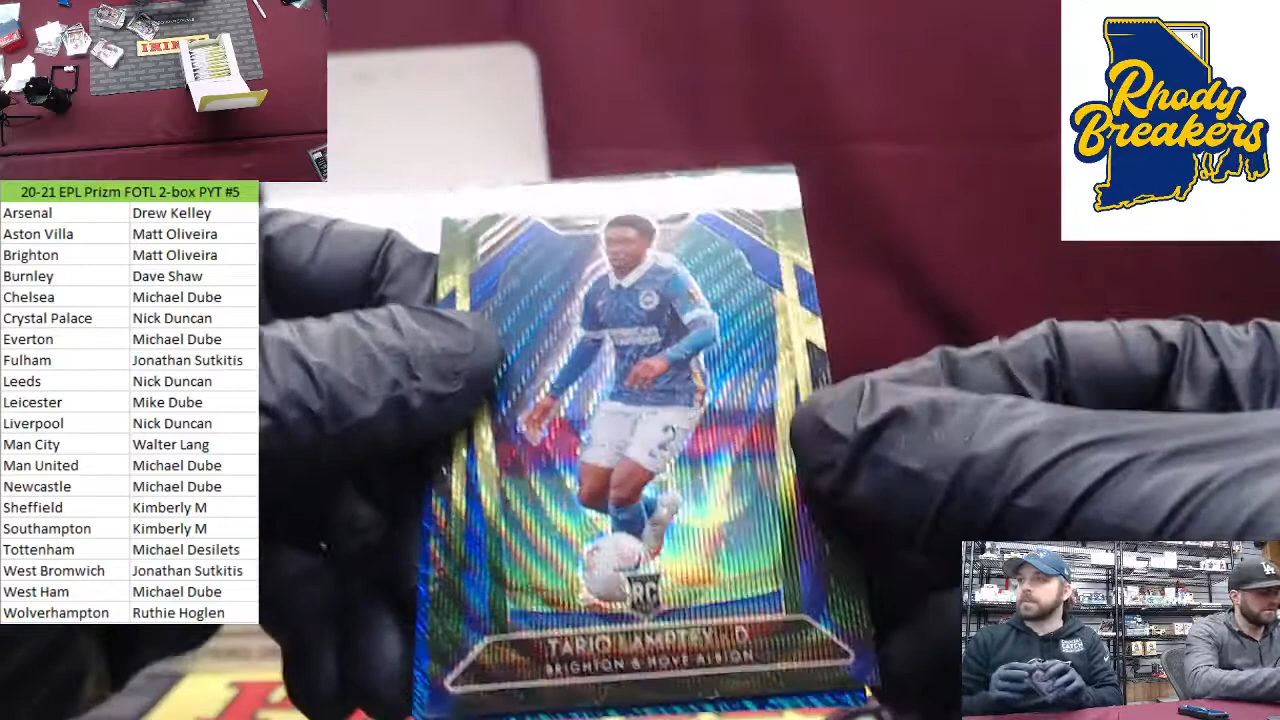 20-21 EPL Prizm FOTL 2-box PYT #5
Arsenal Drew Kelley
Aston Villa Matt Oliveira
Brighton Matt Oliveira
Burnley Dave Shaw
Chelsea Michael Dube
Crystal Palace Nick Duncan
Everton Michael Dube
Fulham Jonathan Sutkitis
Leeds Nick Duncan
Leicester Mike Dube
Liverpool Nick Duncan
Man City Walter Lang
Man United Michael Dube
Newcastle Michael Dube
Sheffield Kimberly M
Southampton Kimberly M
Tottenham Michael Desilets
West Bromwich Jonathan Sutkitis
West Ham Michael Dube
Wolverhampton Ruthie Hoglen
1/1
Rhody
Breakers
RC
TARIQ LAMPTEY
BRIGHTON & HOVE ALBION
LA